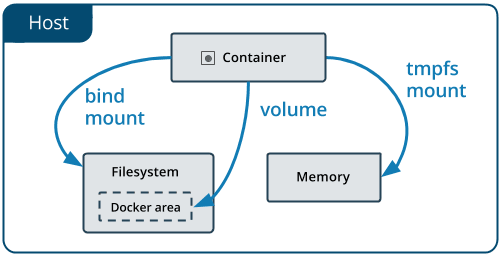 Host
Container
bind
mount
volume
tmpfs
mount
Filesystem
Docker area
Memory